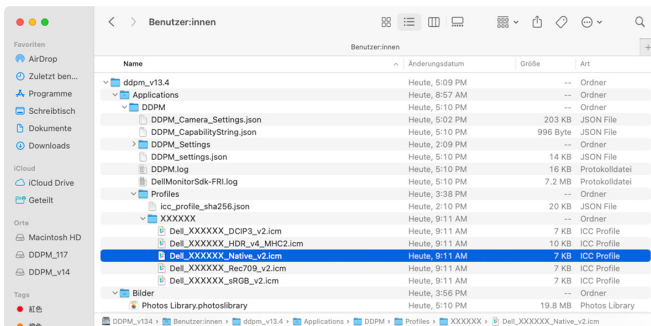 Benutzer:innen
Benutzer:innen
Favoriten
AirDrop
Zuletzt ben...
Programme
Schreibtisch
Dokumente
Downloads
iCloud
iCloud Drive
Geteilt
Orte
Macintosh HD
DDPM_117
DDPM_v14
Tags
紅色
Name Änderungsdatum Größe Art
ddpm_v13.4 Heute, 5:09 PM -- Ordner
Applications Heute, 8:57 AM -- Ordner
DDPM Heute, 5:10 PM -- Ordner
DDPM_Camera_Settings.json Heute, 5:02 PM 203 KB JSON File
DDPM_CapabilityString.json Heute, 5:10 PM 996 Byte JSON File
DDPM_Settings Heute, 2:09 PM -- Ordner
DDPM_settings.json Heute, 5:10 PM 14 KB JSON File
DDPM.log Heute, 5:10 PM 16 KB Protokolldatei
DellMonitorSdk-FRI.log Heute, 5:10 PM 7.2 MB Protokolldatei
Profiles Heute, 3:38 PM -- Ordner
icc_profile_sha256.json Heute, 2:10 PM 20 KB JSON File
XXXXXX Heute, 9:11 AM -- Ordner
Dell_XXXXXX_DCIP3_v2.icm Heute, 9:11 AM 7 KB ICC Profile
Dell_XXXXXX_HDR_v4_MHC2.icm Heute, 9:11 AM 10 KB ICC Profile
Dell_XXXXXX_Native_v2.icm Heute, 9:11 AM 7 KB ICC Profile
Dell_XXXXXX_Rec709_v2.icm Heute, 9:11 AM 7 KB ICC Profile
Dell_XXXXXX_sRGB_v2.icm Heute, 9:11 AM 7 KB ICC Profile
Bilder Heute, 3:56 PM -- Ordner
Photos Library.photoslibrary Heute, 5:10 PM 19.8 MB Photos Library
DDPM_v134 › Benutzer:innen › ddpm_v13.4 › Applications › DDPM › Profiles › XXXXXX › Dell_XXXXXX_Native_v2.icm